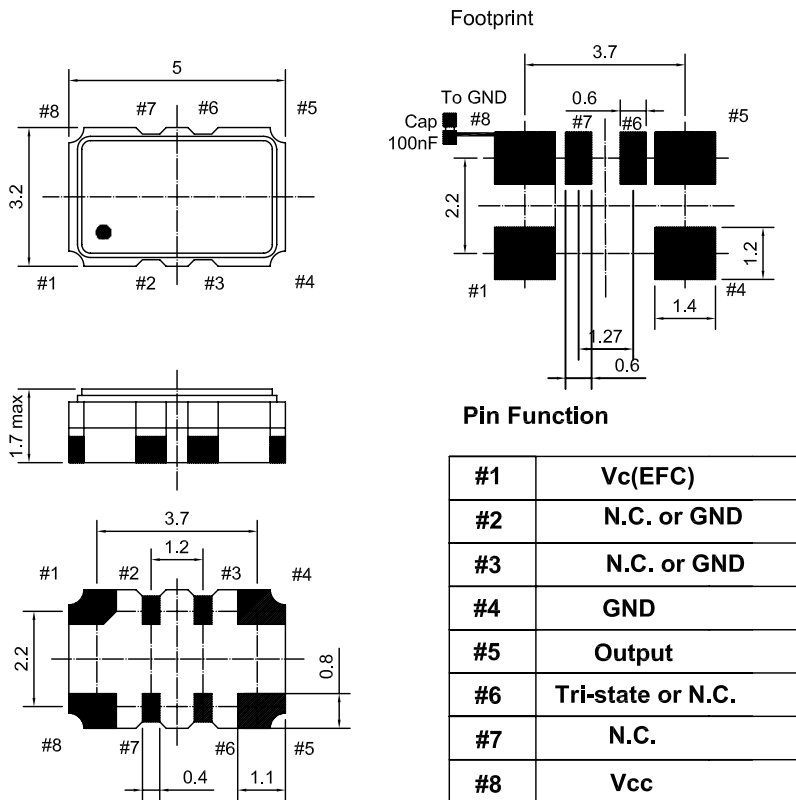 Footprint
5
#8
#7
#6
#5
3.2
#1
#2
#3
#4
3.7
To GND
0.6
Cap
#8
#7
#6
#5
100nF
2.2
1.2
#1
#4
1.4
1.27
0.6
1.7 max
3.7
1.2
#1
#2
#3
#4
2.2
0.8
#8
#7
#6
#5
0.4
1.1
Pin Function
#1 Vc(EFC)
#2 N.C. or GND
#3 N.C. or GND
#4 GND
#5 Output
#6 Tri-state or N.C.
#7 N.C.
#8 Vcc